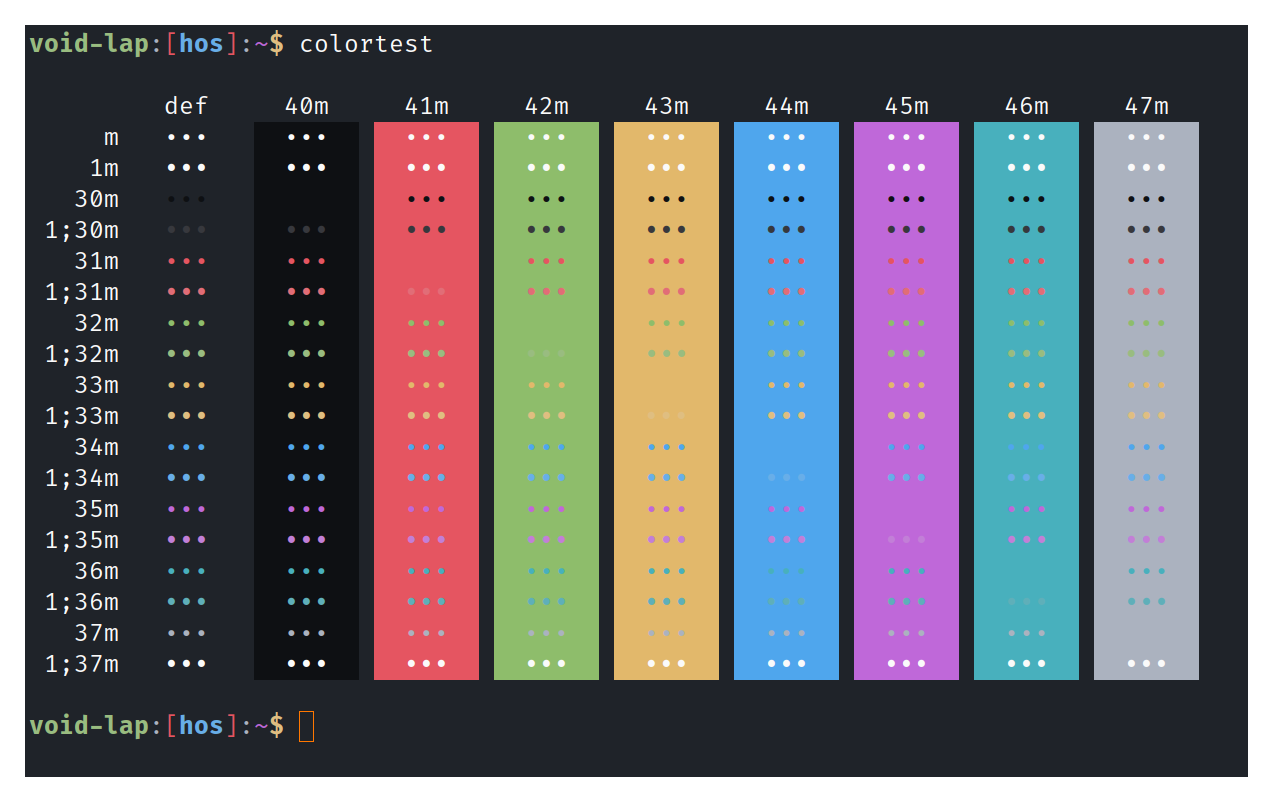 void-lap:[hos]:~$ colortest
def 40m 41m 42m 43m 44m 45m 46m 47m
m ••• ••• ••• ••• ••• ••• ••• ••• •••
1m ••• ••• ••• ••• ••• ••• ••• ••• •••
30m ••• ••• ••• ••• ••• ••• ••• •••
1;30m ••• ••• ••• ••• ••• ••• ••• ••• •••
31m ••• ••• ••• ••• ••• ••• ••• •••
1;31m ••• ••• ••• ••• ••• ••• ••• ••• •••
32m ••• ••• ••• ••• ••• ••• ••• •••
1;32m ••• ••• ••• ••• ••• ••• ••• ••• •••
33m ••• ••• ••• ••• ••• ••• ••• •••
1;33m ••• ••• ••• ••• ••• ••• ••• ••• •••
34m ••• ••• ••• ••• ••• ••• ••• •••
1;34m ••• ••• ••• ••• ••• ••• ••• ••• •••
35m ••• ••• ••• ••• ••• ••• ••• •••
1;35m ••• ••• ••• ••• ••• ••• ••• ••• •••
36m ••• ••• ••• ••• ••• ••• ••• •••
1;36m ••• ••• ••• ••• ••• ••• ••• ••• •••
37m ••• ••• ••• ••• ••• ••• ••• •••
1;37m ••• ••• ••• ••• ••• ••• ••• ••• •••
void-lap:[hos]:~$